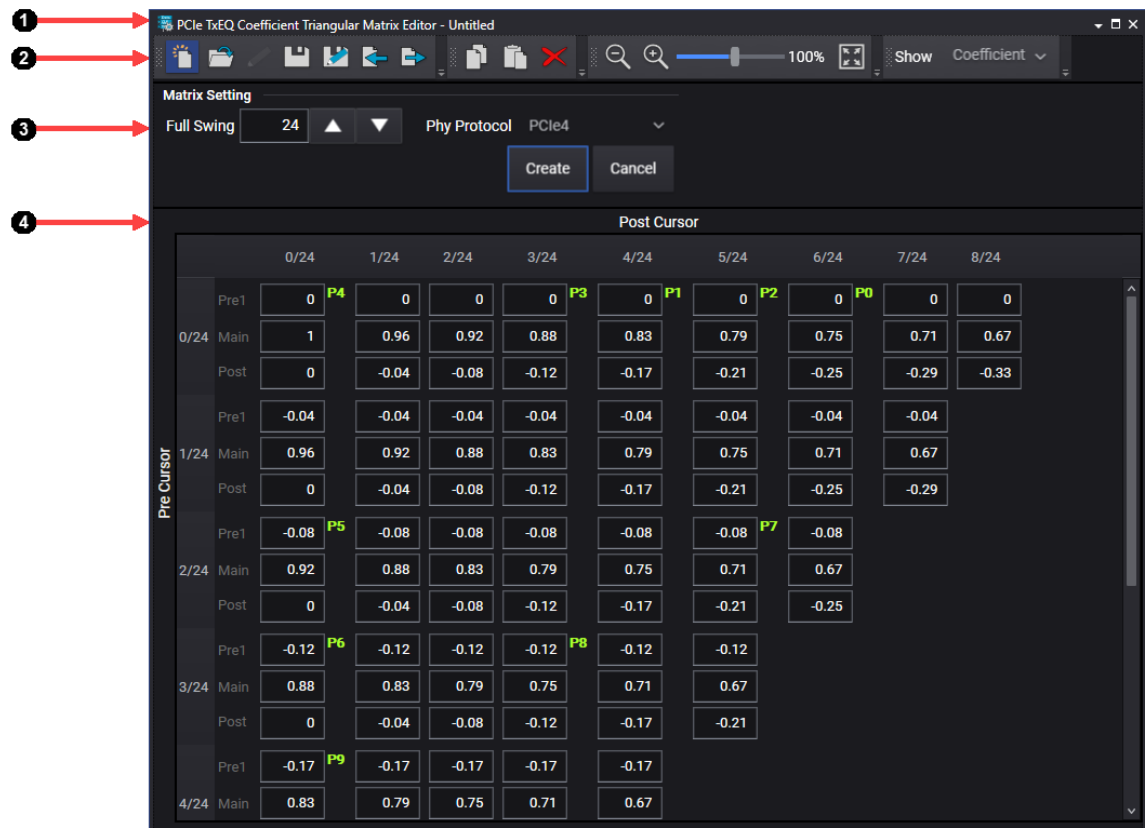 1
PCIe TxEQ Coefficient Triangular Matrix Editor - Untitled
2
100% Show Coefficient
Matrix Setting
3
Full Swing 24 Phy Protocol PCIe4
Create Cancel
4
Post Cursor
0/24 1/24 2/24 3/24 4/24 5/24 6/24 7/24 8/24
Pre Cursor
Pre1 0 P4 0 0 0 P3 0 P1 0 P2 0 P0 0 0
0/24 Main 1 0.96 0.92 0.88 0.83 0.79 0.75 0.71 0.67
Post 0 -0.04 -0.08 -0.12 -0.17 -0.21 -0.25 -0.29 -0.33
Pre1 -0.04 -0.04 -0.04 -0.04 -0.04 -0.04 -0.04 -0.04
1/24 Main 0.96 0.92 0.88 0.83 0.79 0.75 0.71 0.67
Post 0 -0.04 -0.08 -0.12 -0.17 -0.21 -0.25 -0.29
Pre1 -0.08 P5 -0.08 -0.08 -0.08 -0.08 -0.08 P7 -0.08
2/24 Main 0.92 0.88 0.83 0.79 0.75 0.71 0.67
Post 0 -0.04 -0.08 -0.12 -0.17 -0.21 -0.25
Pre1 -0.12 P6 -0.12 -0.12 -0.12 P8 -0.12 -0.12
3/24 Main 0.88 0.83 0.79 0.75 0.71 0.67
Post 0 -0.04 -0.08 -0.12 -0.17 -0.21
Pre1 -0.17 P9 -0.17 -0.17 -0.17 -0.17
4/24 Main 0.83 0.79 0.75 0.71 0.67